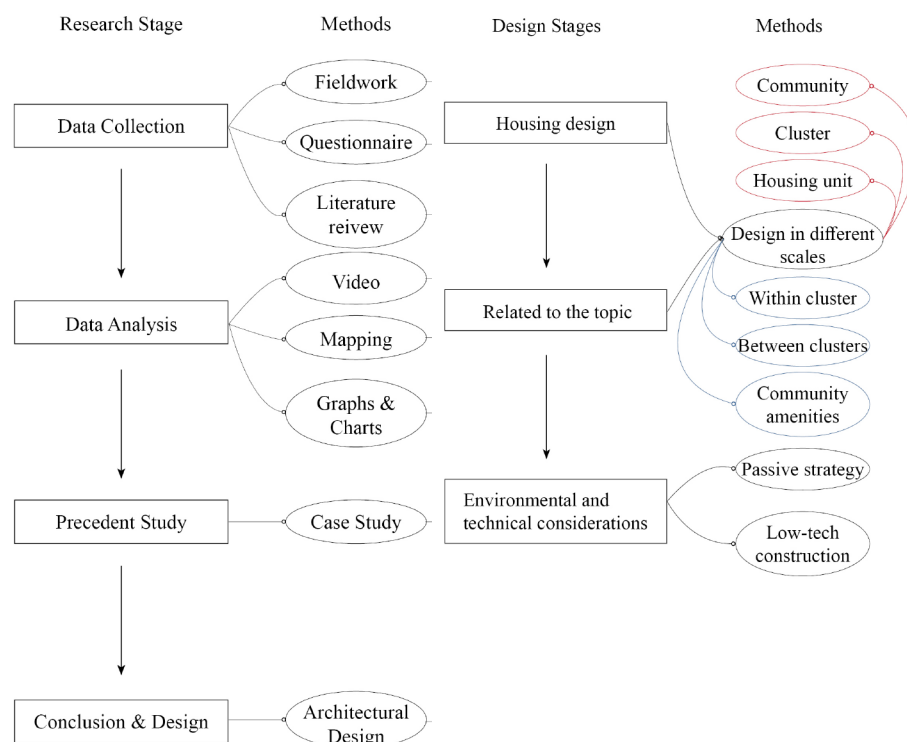 Research Stage
Methods
Design Stages
Methods
Data Collection
Fieldwork
Questionnaire
Literature
reivew
Data Analysis
Video
Mapping
Graphs &
Charts
Precedent Study
Case Study
Conclusion & Design
Architectural
Design
Housing design
Community
Cluster
Housing unit
Design in different
scales
Related to the topic
Within cluster
Between clusters
Community
amenities
Environmental and
technical considerations
Passive strategy
Low-tech
construction